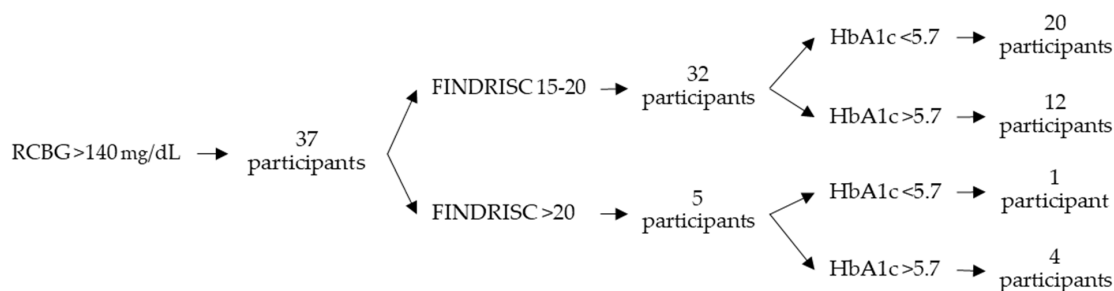 RCBG >140 mg/dL
37
participants
FINDRISC 15-20
32
participants
HbA1c <5.7
20
participants
HbA1c >5.7
12
participants
FINDRISC >20
5
participants
HbA1c <5.7
1
participant
HbA1c >5.7
4
participants